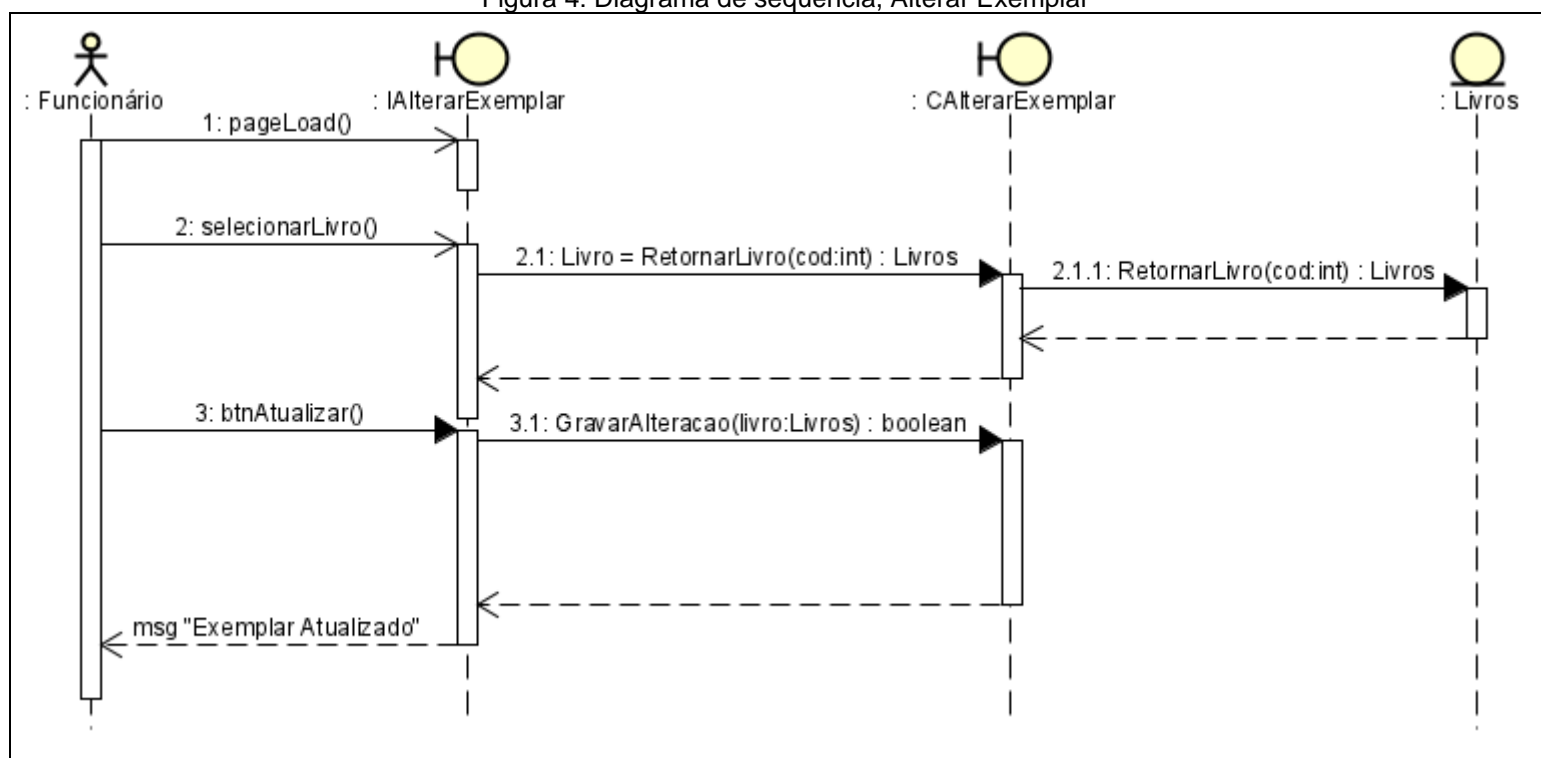 Figura 4: Diagrama de sequência, Alterar Exemplar
: Funcionário
: IAlterarExemplar
: CAlterarExemplar
: Livros
1: pageLoad()
2: selecionarLivro()
2.1: Livro = RetornarLivro(cod:int) : Livros
2.1.1: RetornarLivro(cod:int) : Livros
3: btnAtualizar()
3.1: GravarAlteracao(livro:Livros) : boolean
msg "Exemplar Atualizado"